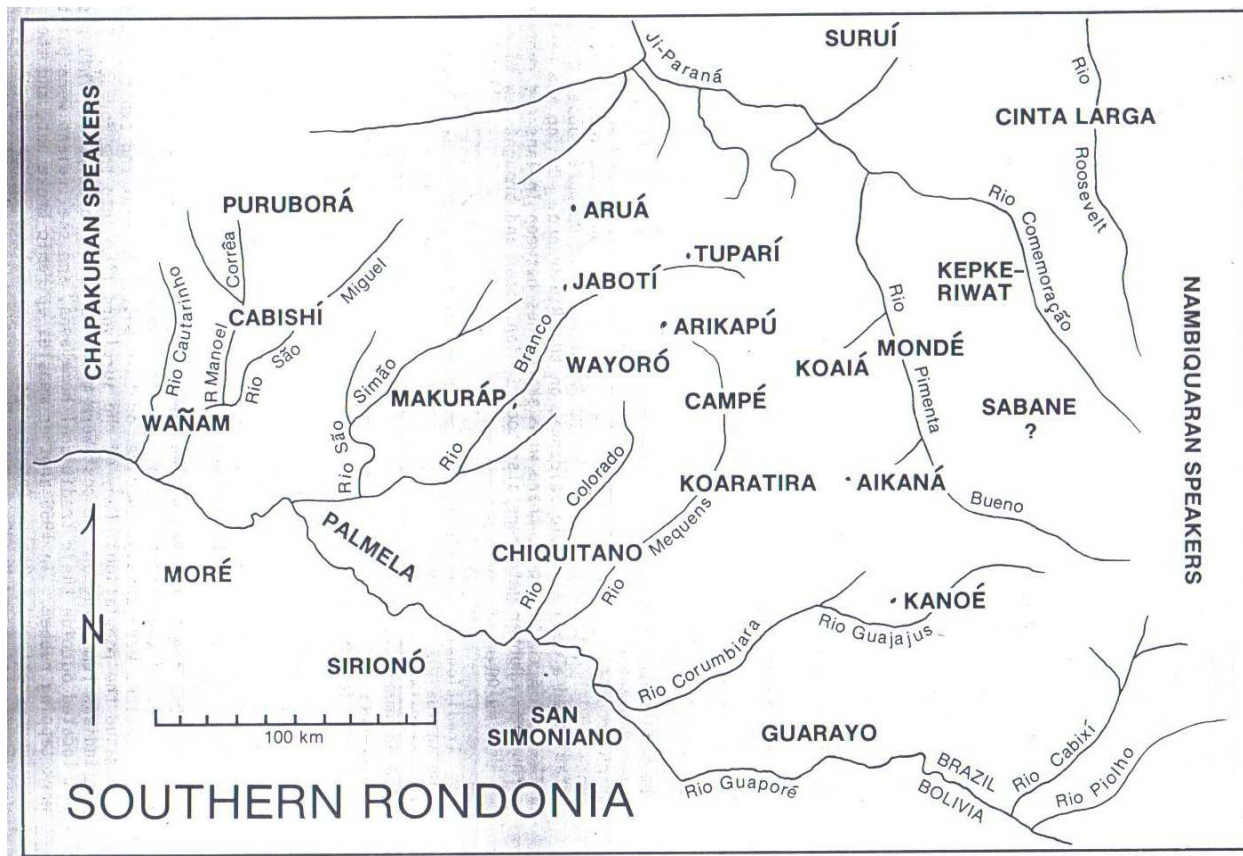 SURUÍ
Ji-Paraná
Rio
CINTA LARGA
Roosevelt
CHAPAKURAN SPEAKERS
PURUBORÁ
ARUÁ
Corrêa
Miguel
TUPARÍ
Rio Comemoração
Rio Cautarinho
JABOTÍ
KEPKE-
RIWAT
NAMBIQUARAN SPEAKERS
CABISHÍ
R Manoel
São
Rio
Branco
ARIKAPÚ
Rio
MONDÉ
WAYORÓ
KOAIÁ
Simão
MAKURÁP
CAMPÉ
Pimenta
SABANE
?
WAÑAM
Rio
Rio São
Colorado
KOARATIRA
AIKANÁ
Bueno
PALMELA
CHIQUITANO
Mequens
MORÉ
Rio
Rio
KANOÉ
Rio Guajajus
N
SIRIONÓ
Rio Corumbiara
100 km
SAN
SIMONIANO
GUARAYO
BRAZIL
BOLIVIA
Rio Cabixí
Rio Piolho
Rio Guaporé
SOUTHERN RONDONIA